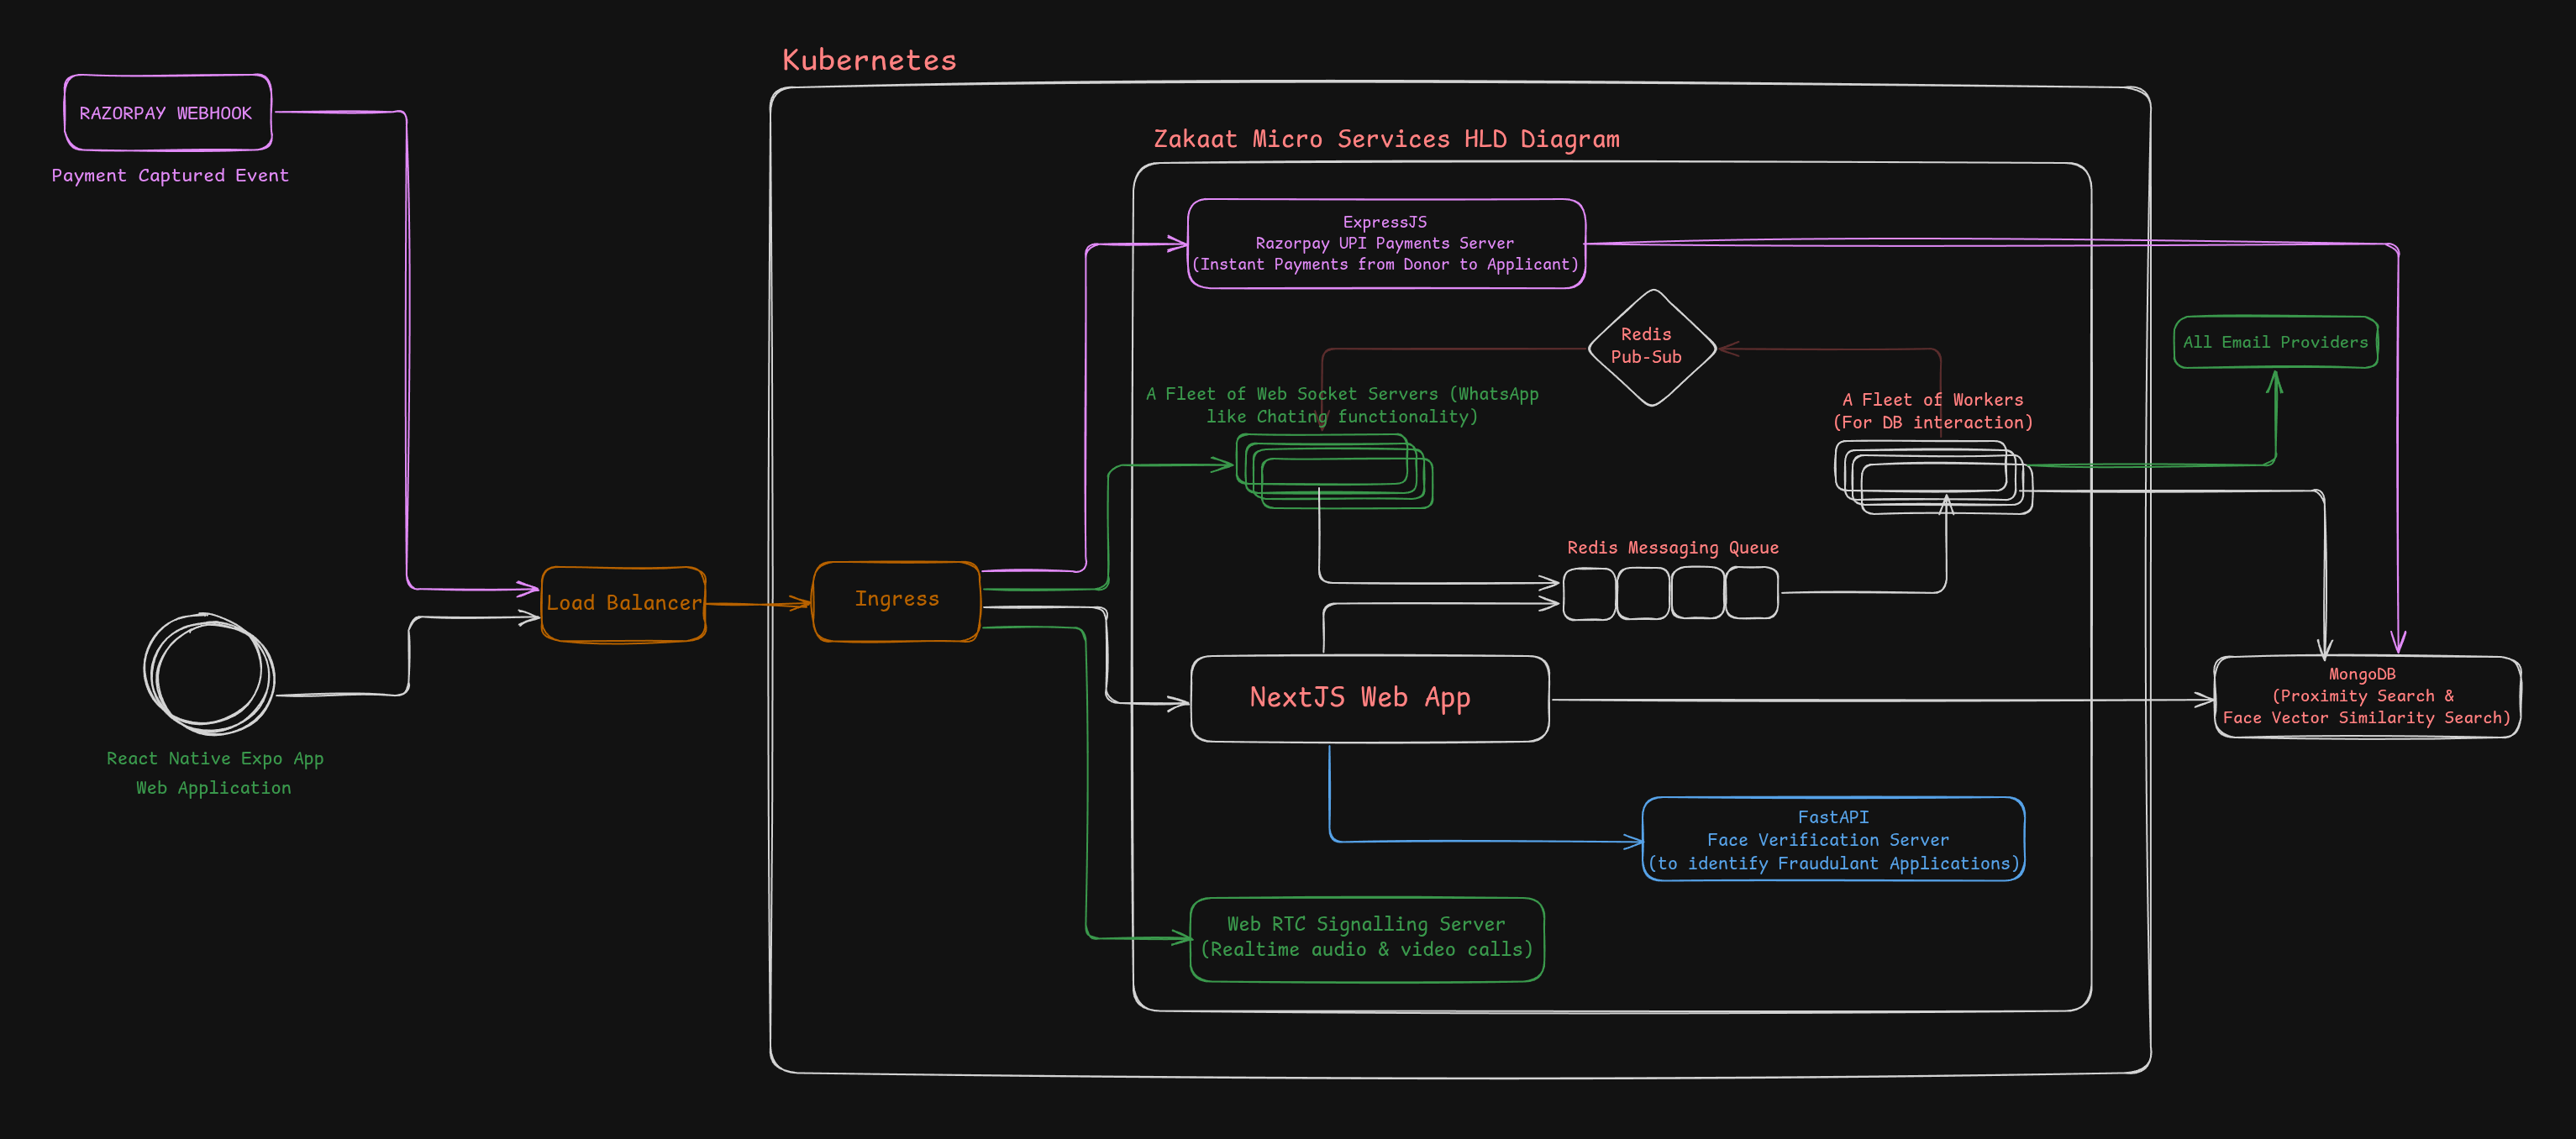 Kubernetes
RAZORPAY WEBHOOK
Payment Captured Event
Zakaat Micro Services HLD Diagram
ExpressJS
Razorpay UPI Payments Server
(Instant Payments from Donor to Applicant)
Redis
Pub-Sub
All Email Providers
A Fleet of Web Socket Servers (WhatsApp
like Chating functionality)
A Fleet of Workers
(For DB interaction)
Redis Messaging Queue
Load Balancer
Ingress
React Native Expo App
Web Application
NextJS Web App
MongoDB
(Proximity Search &
Face Vector Similarity Search)
FastAPI
Face Verification Server
(to identify Fraudulant Applications)
Web RTC Signalling Server
(Realtime audio & video calls)